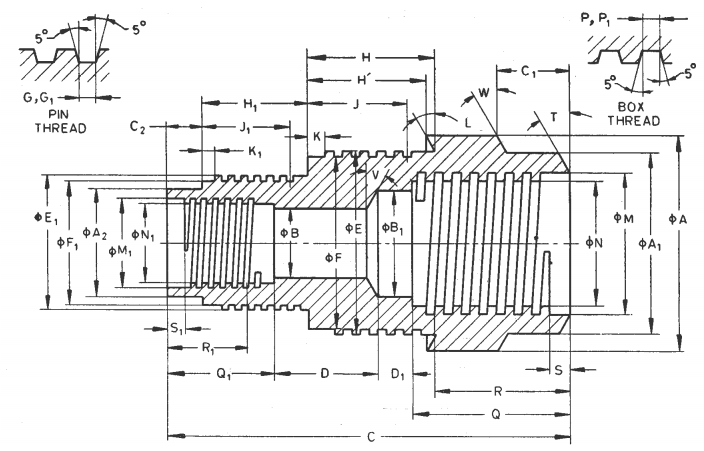 5° 5°
G, G₁
PIN
THREAD
P, P₁
5° 5°
BOX
THREAD
H
H′
H₁ J
C₂ J₁ K
K₁
L W C₁ T
V
ΦE₁ ΦF₁ ΦA₂ ΦM₁ ΦN₁ ΦB ΦF ΦE ΦB₁ ΦN ΦM ΦA₁ ΦA
S₁ S
R₁ R
Q₁ D D₁ Q
C